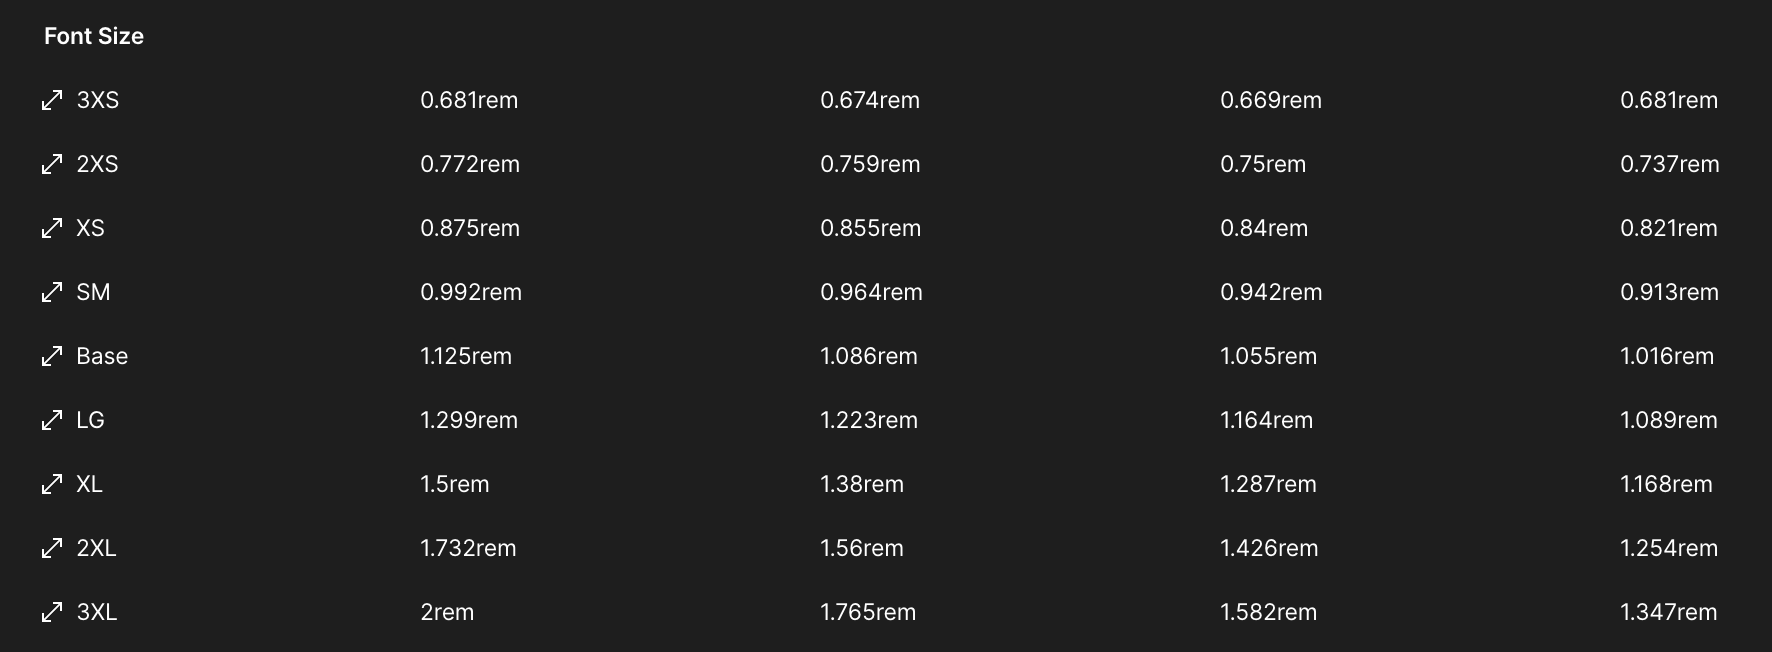 Font Size
3XS 0.681rem 0.674rem 0.669rem 0.681rem
2XS 0.772rem 0.759rem 0.75rem 0.737rem
XS 0.875rem 0.855rem 0.84rem 0.821rem
SM 0.992rem 0.964rem 0.942rem 0.913rem
Base 1.125rem 1.086rem 1.055rem 1.016rem
LG 1.299rem 1.223rem 1.164rem 1.089rem
XL 1.5rem 1.38rem 1.287rem 1.168rem
2XL 1.732rem 1.56rem 1.426rem 1.254rem
3XL 2rem 1.765rem 1.582rem 1.347rem